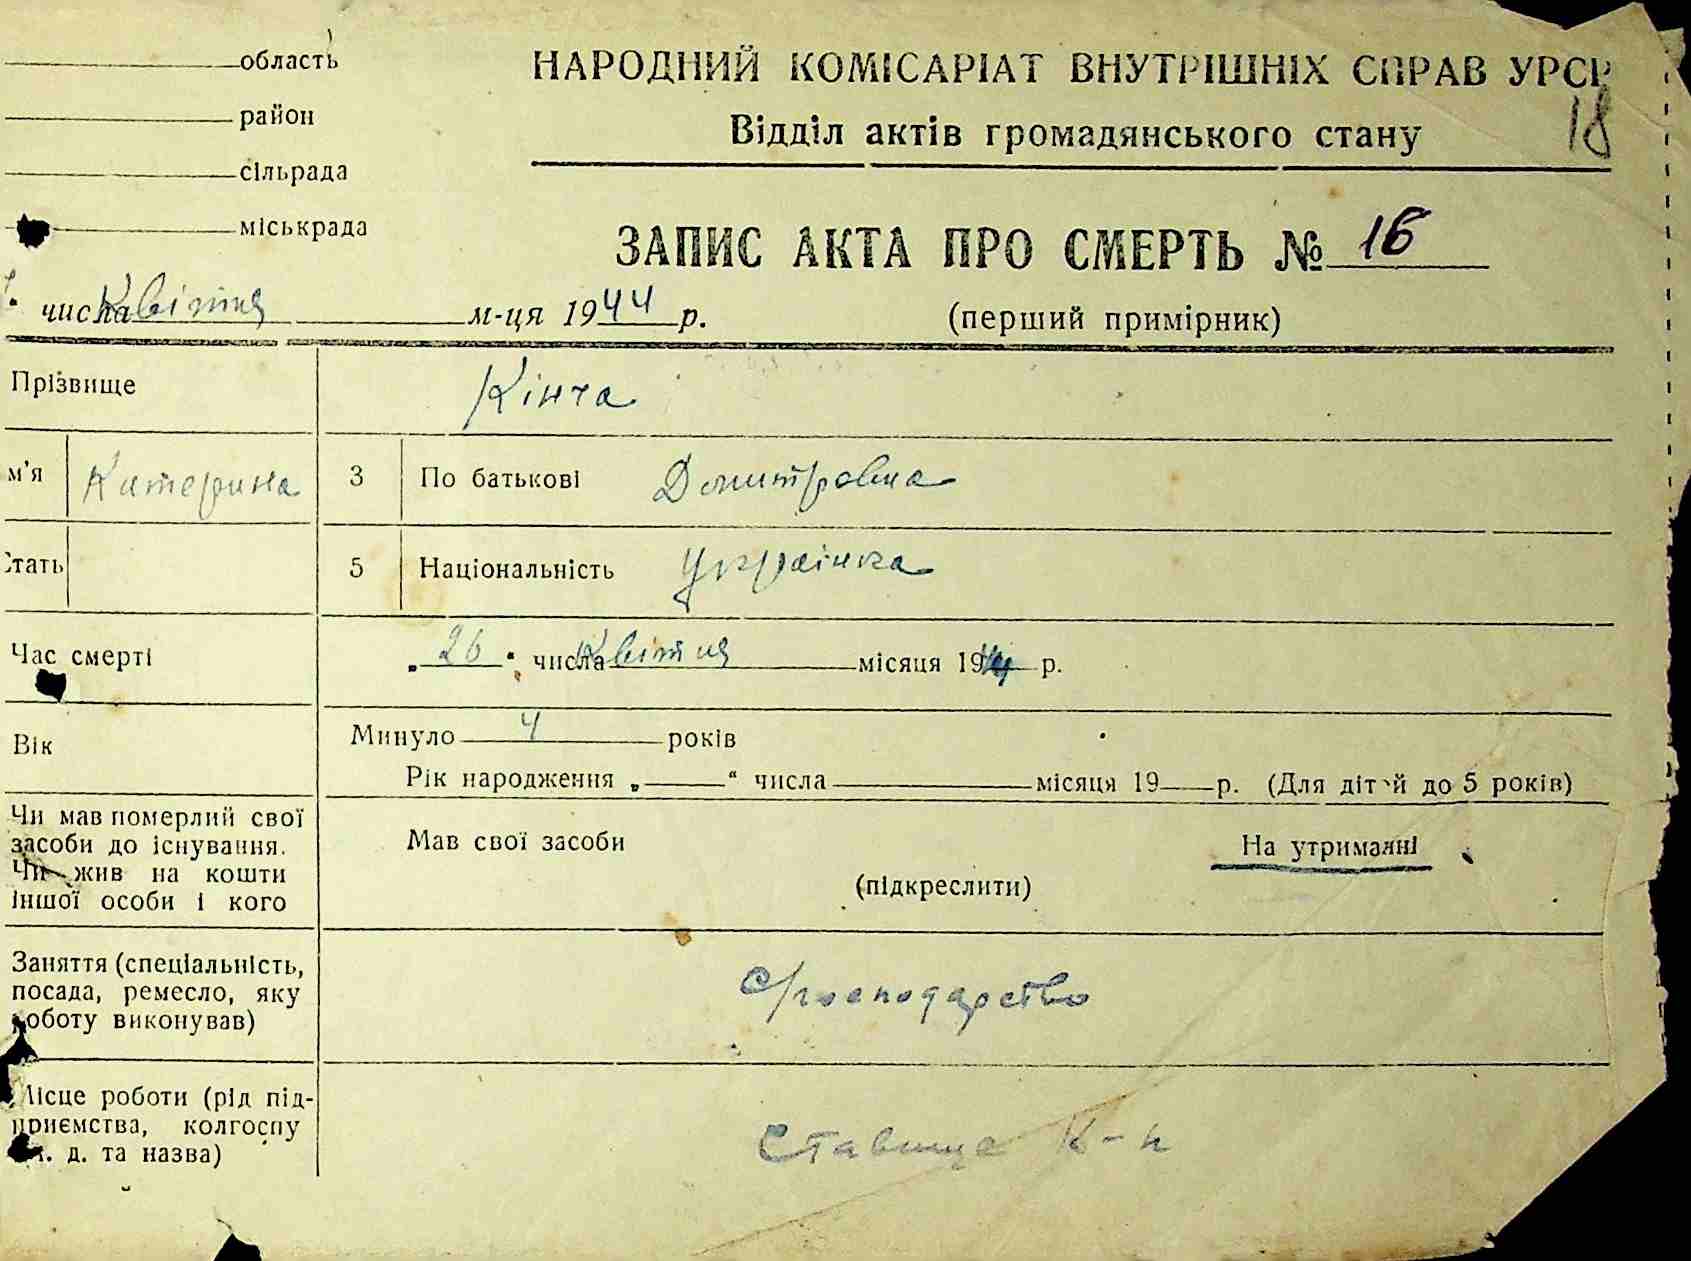 область
НАРОДНИЙ КОМІСАРІАТ ВНУТРІШНІХ СПРАВ УРСР
район
Відділ актів громадянського стану
18
сільрада
міськрада
ЗАПИС АКТА ПРО СМЕРТЬ № 16
числа Квітня м-ця 1944 р.
(перший примірник)
Прізвище Кінча
м'я Катерина 3 По батькові Дмитровна
Стать 5 Національність Українка
Час смерті „26“ числа Квітня місяця 1944 р.
Вік Минуло 4 років
Рік народження „ “ числа місяця 19 р. (Для дітей до 5 років)
Чи мав померлий свої
засоби до існування.
Чи жив на кошти
іншої особи і кого
Мав свої засоби На утриманні
(підкреслити)
Заняття (спеціальність,
посада, ремесло, яку
роботу виконував)
господарство
Місце роботи (рід під-
приємства, колгоспу
т. д. та назва)
Ставище К-п